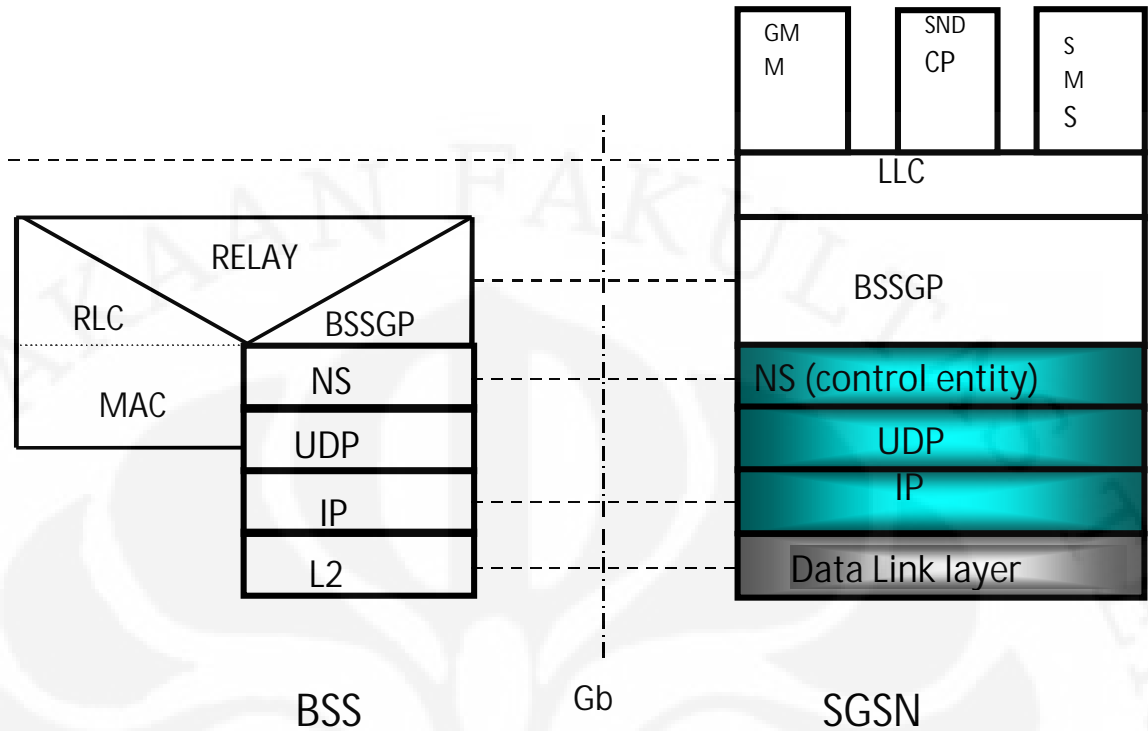 GM
M
SND
CP
S
M
S
LLC
RELAY
RLC
BSSGP
BSSGP
MAC
NS
NS (control entity)
UDP
UDP
IP
IP
L2
Data Link layer
BSS
Gb
SGSN